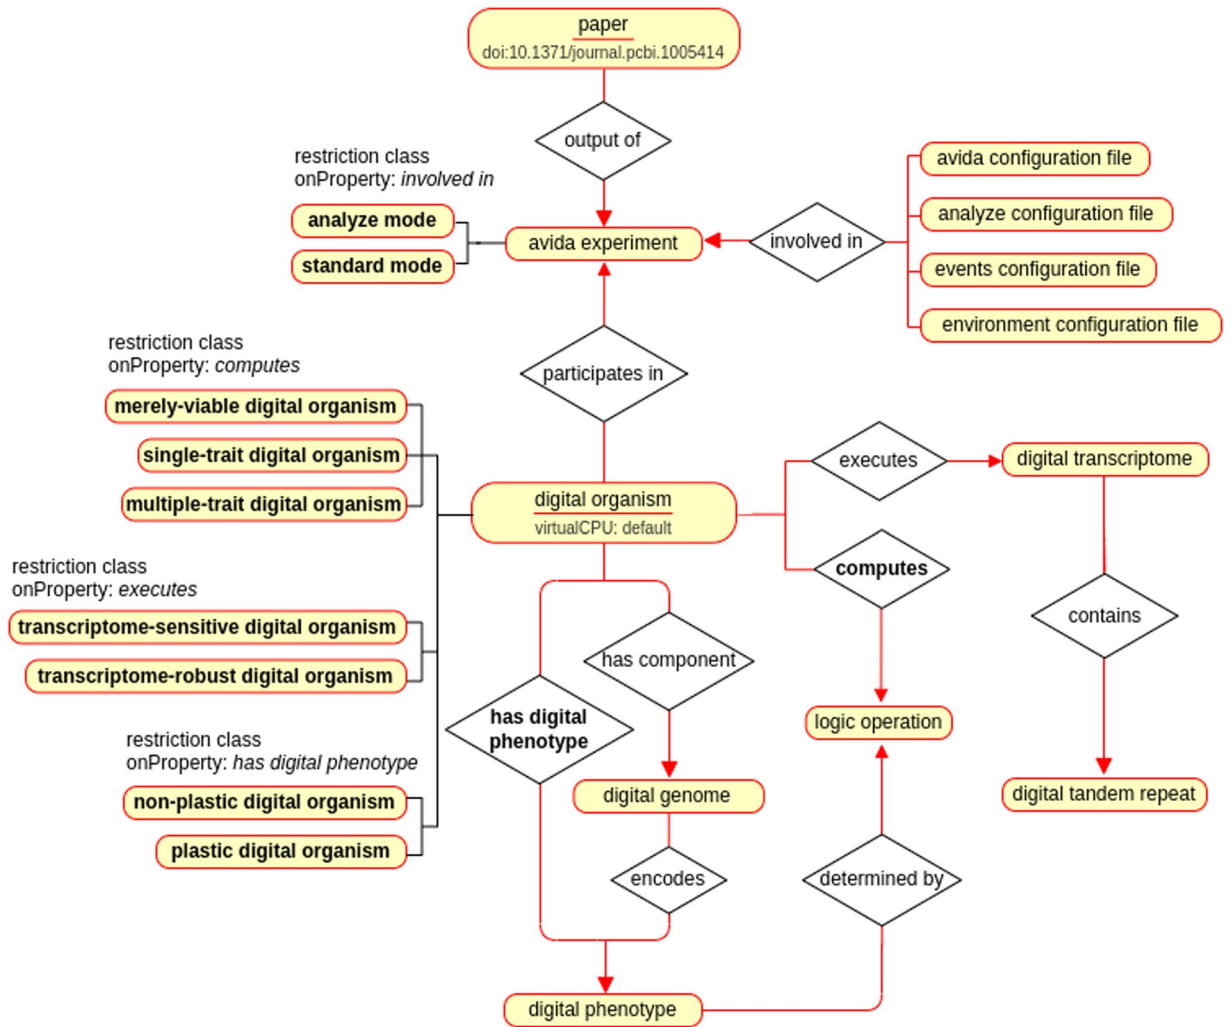 paper
doi:10.1371/journal.pcbi.1005414
output of
restriction class
onProperty: involved in
analyze mode
standard mode
avida experiment
involved in
avida configuration file
analyze configuration file
events configuration file
environment configuration file
participates in
restriction class
onProperty: computes
merely-viable digital organism
single-trait digital organism
multiple-trait digital organism
digital organism
virtualCPU: default
executes
digital transcriptome
computes
contains
restriction class
onProperty: executes
transcriptome-sensitive digital organism
transcriptome-robust digital organism
has component
has digital
phenotype
logic operation
restriction class
onProperty: has digital phenotype
non-plastic digital organism
plastic digital organism
digital genome
digital tandem repeat
encodes
determined by
digital phenotype